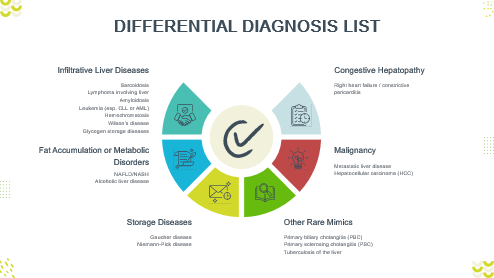 DIFFERENTIAL DIAGNOSIS LIST
Infiltrative Liver Diseases
Sarcoidosis
Lymphoma involving liver
Amyloidosis
Leukemia (esp. CLL or AML)
Hemochromatosis
Wilson's disease
Glycogen storage diseases
Fat Accumulation or Metabolic
Disorders
NAFLD/NASH
Alcoholic liver disease
Storage Diseases
Gaucher disease
Niemann-Pick disease
Congestive Hepatopathy
Right heart failure / constrictive
pericarditis
Malignancy
Metastatic liver disease
Hepatocellular carcinoma (HCC)
Other Rare Mimics
Primary biliary cholangitis (PBC)
Primary sclerosing cholangitis (PSC)
Tuberculosis of the liver